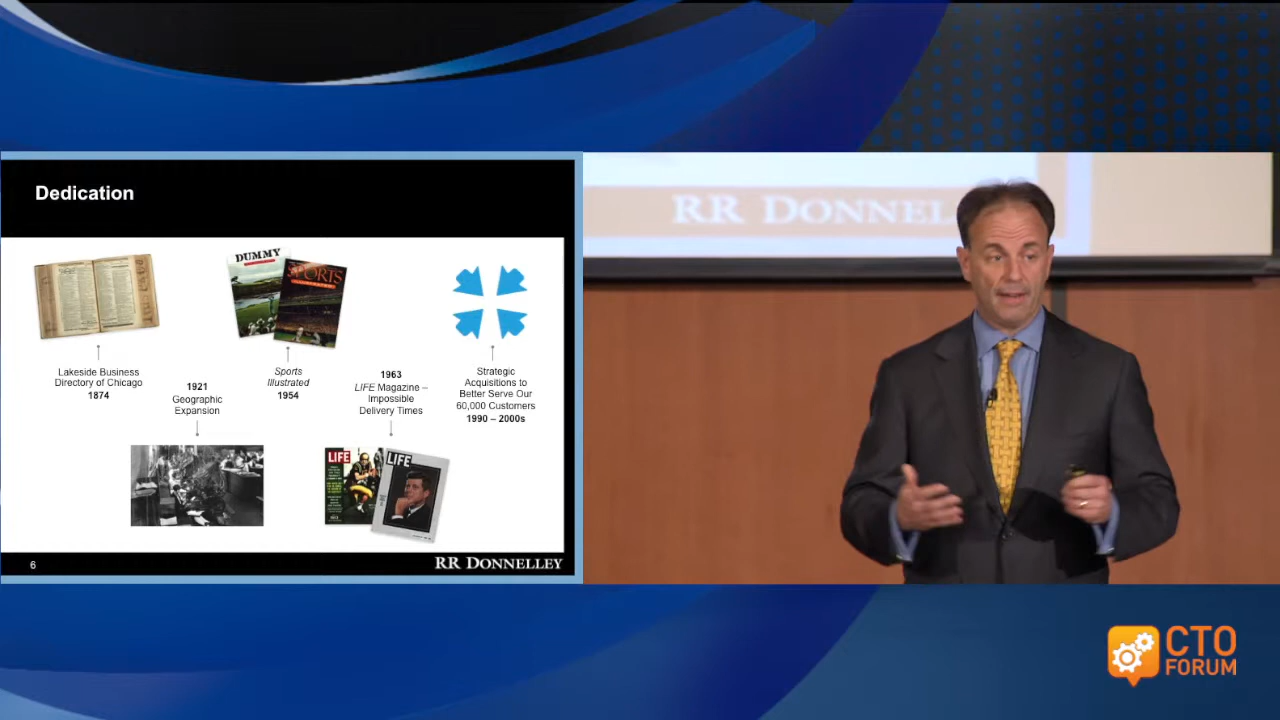 Dedication
DUMMY
SPORTS
ILLUSTRATED
Lakeside Business
Directory of Chicago
1874
1921
Geographic
Expansion
Sports
Illustrated
1954
1963
LIFE Magazine –
Impossible
Delivery Times
Strategic
Acquisitions to
Better Serve Our
60,000 Customers
1990 – 2000s
LIFE
LIFE
6
RR DONNELLEY
RR DONNEL
CTO
FORUM